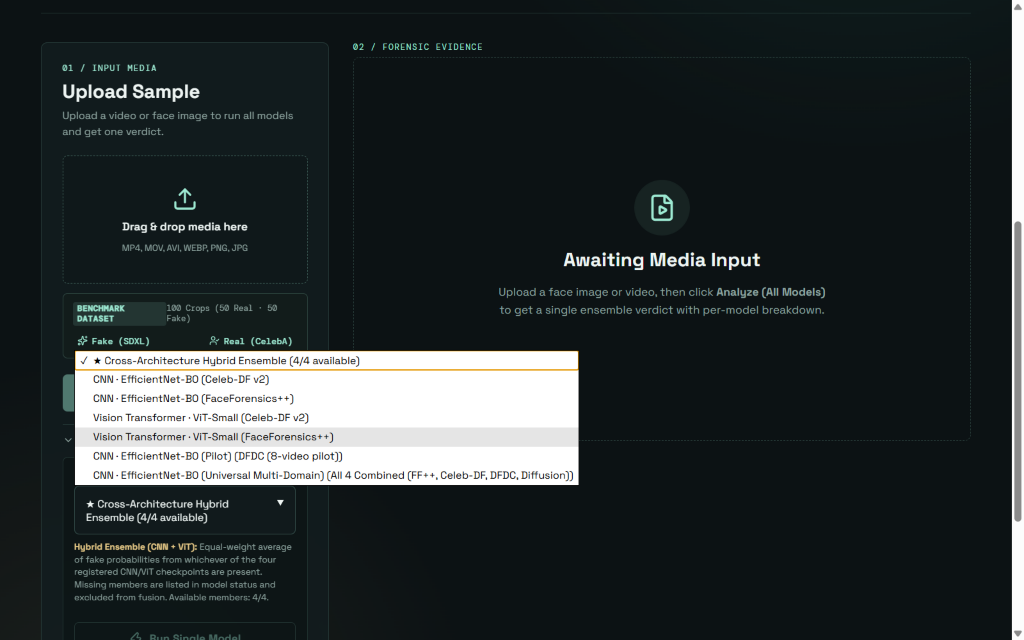 01 / INPUT MEDIA
Upload Sample
Upload a video or face image to run all models
and get one verdict.
Drag & drop media here
MP4, MOV, AVI, WEBP, PNG, JPG
BENCHMARK
DATASET
100 Crops (50 Real · 50
Fake)
Fake (SDXL)
Real (CelebA)
✓ ★ Cross-Architecture Hybrid Ensemble (4/4 available)
CNN · EfficientNet-B0 (Celeb-DF v2)
CNN · EfficientNet-B0 (FaceForensics++)
Vision Transformer · ViT-Small (Celeb-DF v2)
Vision Transformer · ViT-Small (FaceForensics++)
CNN · EfficientNet-B0 (Pilot) (DFDC (8-video pilot))
CNN · EfficientNet-B0 (Universal Multi-Domain) (All 4 Combined (FF++, Celeb-DF, DFDC, Diffusion))
★ Cross-Architecture Hybrid
Ensemble (4/4 available)
▼
Hybrid Ensemble (CNN + ViT): Equal-weight average
of fake probabilities from whichever of the four
registered CNN/ViT checkpoints are present.
Missing members are listed in model status and
excluded from fusion. Available members: 4/4.
Run Single Model
02 / FORENSIC EVIDENCE
Awaiting Media Input
Upload a face image or video, then click Analyze (All Models)
to get a single ensemble verdict with per-model breakdown.